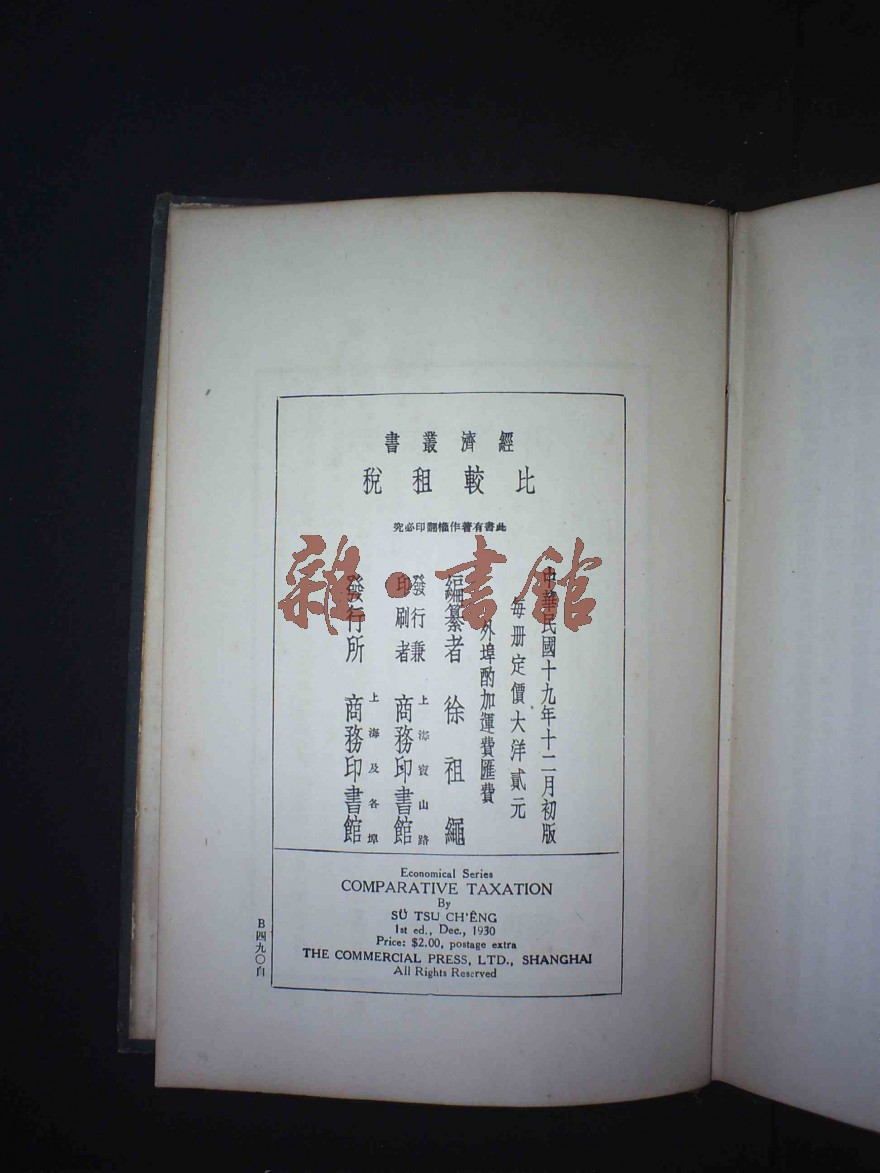 經濟叢書
比較租稅
此書有著作權翻印必究
中華民國十九年十二月初版
每册定價大洋貳元
外埠酌加運費匯費
編纂者 徐祖繩
發行兼印刷者 上海寶山路 商務印書館
發行所 上海及各埠 商務印書館
雜·書館
Economical Series
COMPARATIVE TAXATION
By
SÜ TSU CH'ÊNG
1st ed., Dec., 1930
Price: $2.00, postage extra
THE COMMERCIAL PRESS, LTD., SHANGHAI
All Rights Reserved
B四九〇自